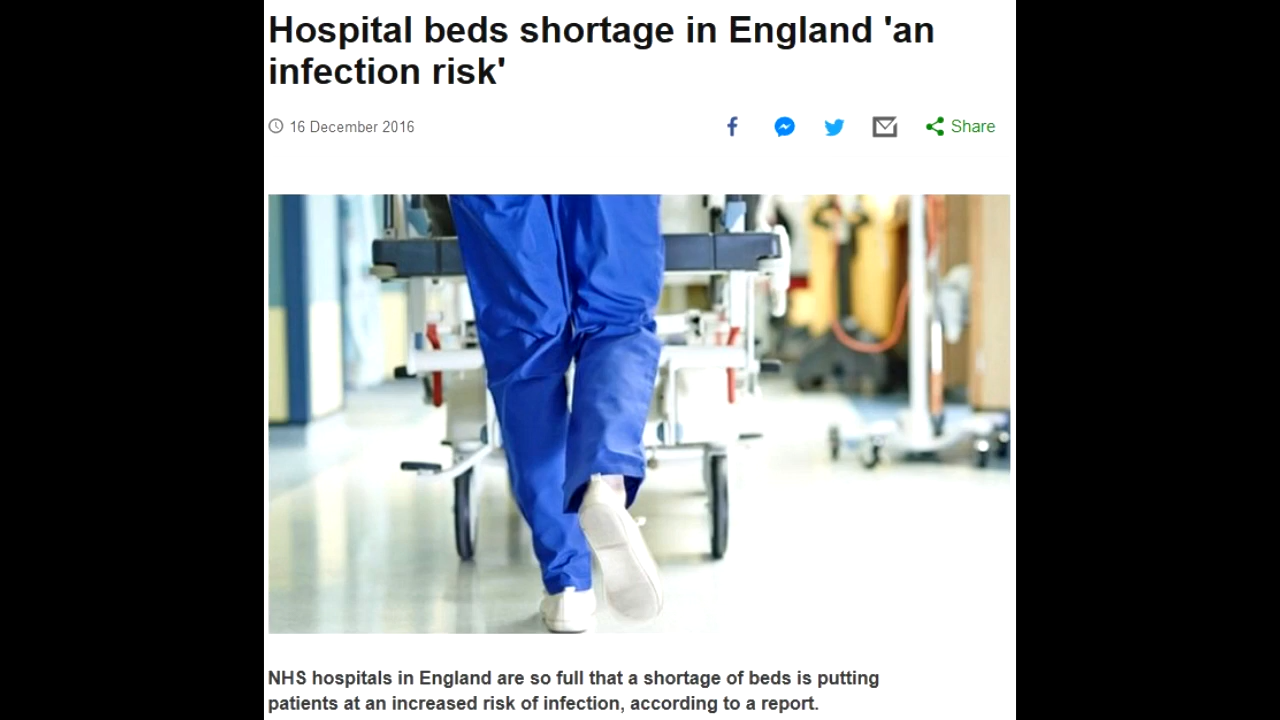 Hospital beds shortage in England 'an
infection risk'
16 December 2016
Share
NHS hospitals in England are so full that a shortage of beds is putting
patients at an increased risk of infection, according to a report.